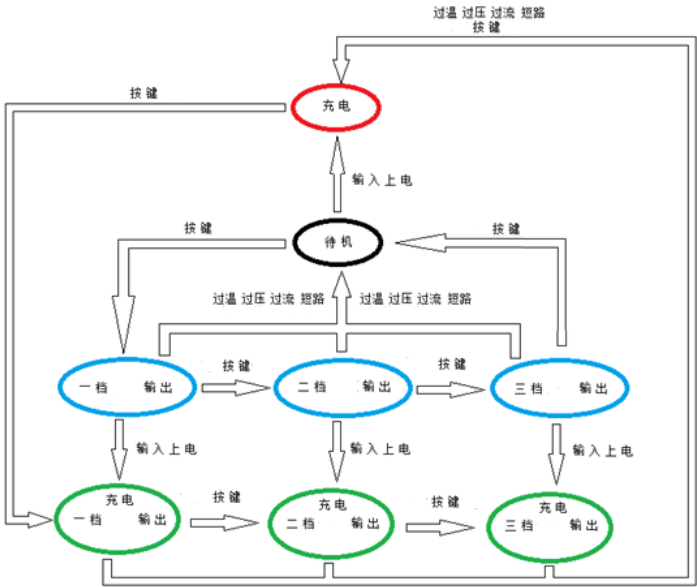 过温 过压 过流 短路
按键
按键
充电
输入上电
按键
待机
按键
过温 过压 过流 短路
过温 过压 过流 短路
一档 输出
按键
二档 输出
按键
三档 输出
输入上电
输入上电
输入上电
充电
一档 输出
按键
充电
二档 输出
按键
充电
三档 输出